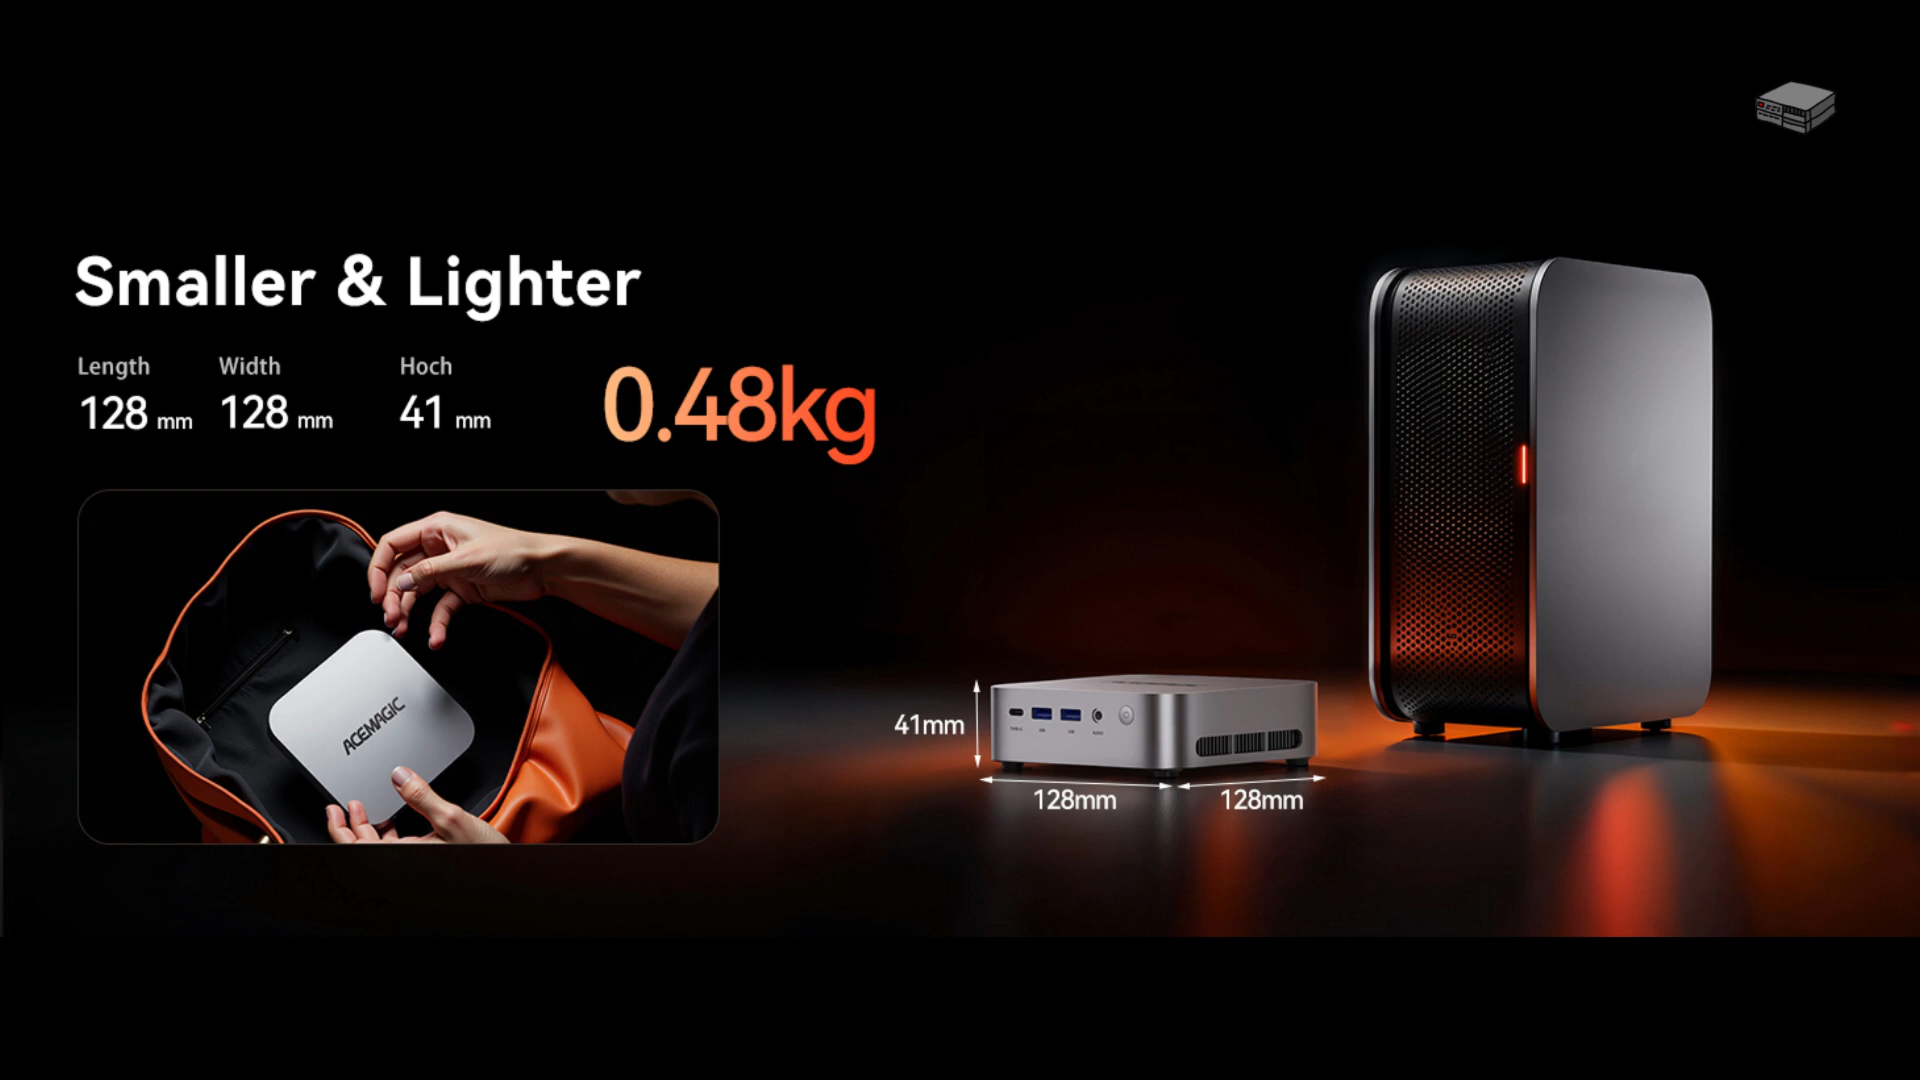 Smaller & Lighter
Length Width Hoch
128 mm 128 mm 41 mm
0.48kg
ACEMAGIC
41mm
128mm 128mm